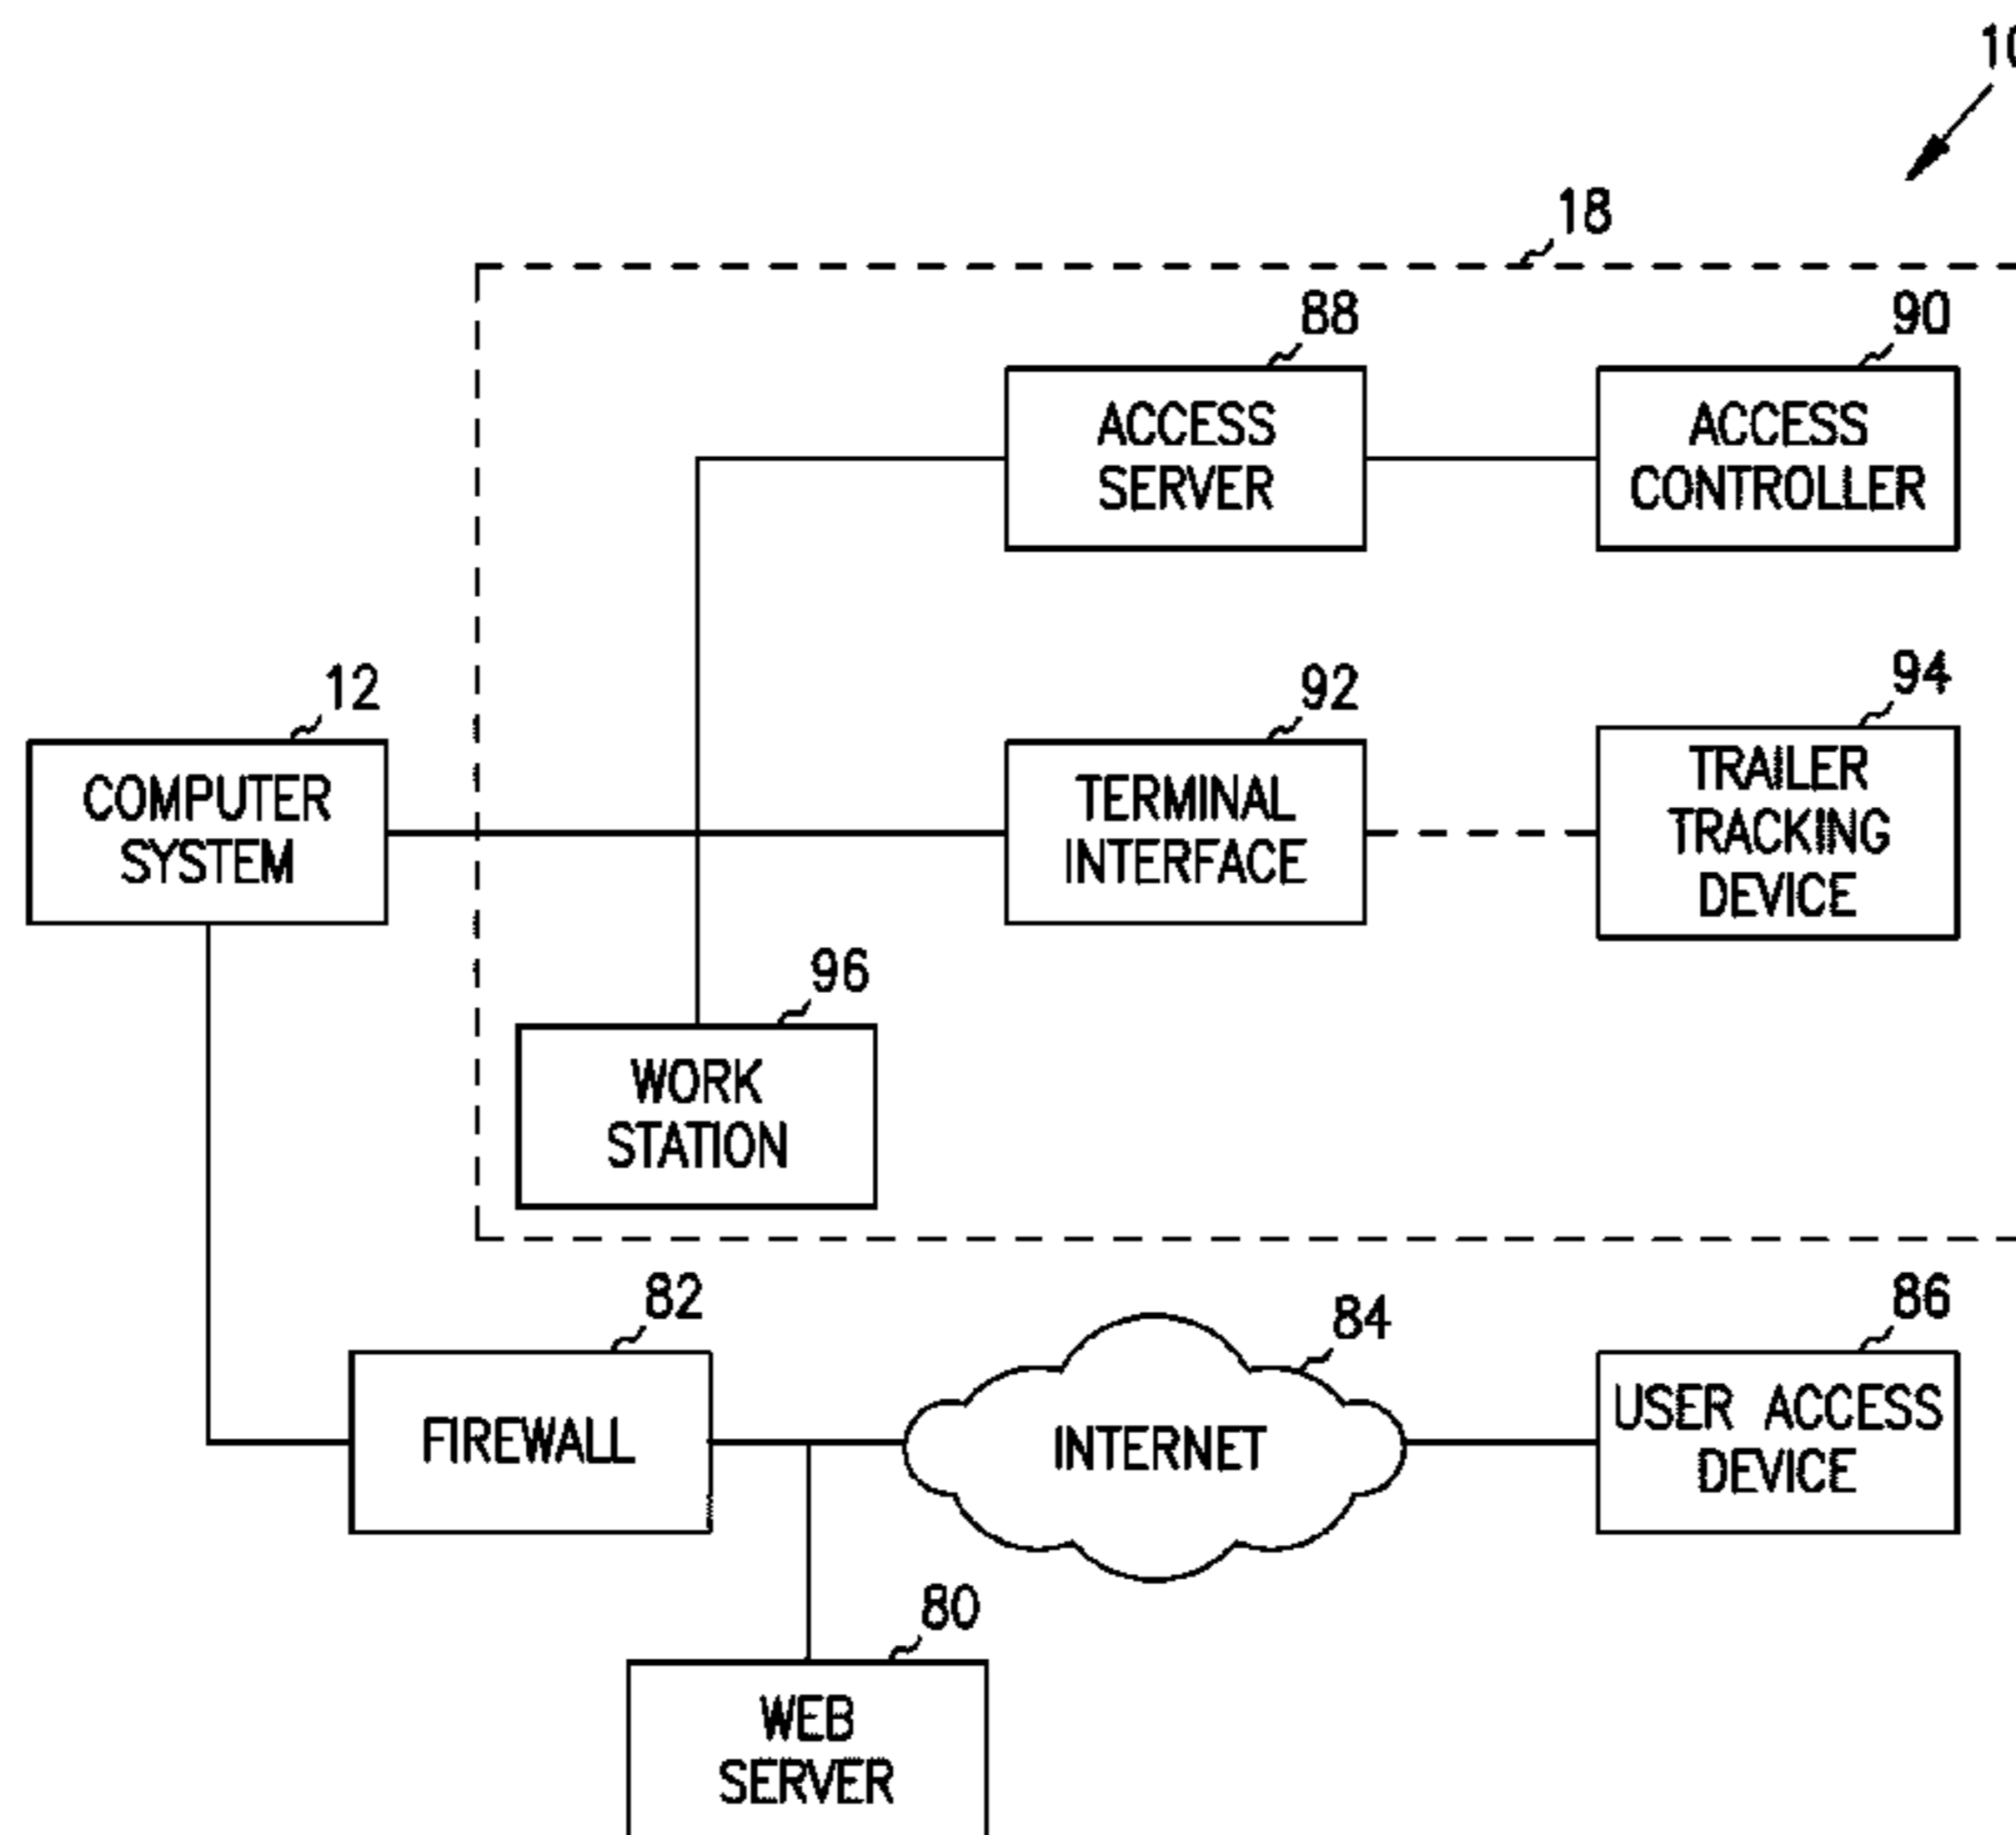 10
18
88
90
ACCESS
SERVER
ACCESS
CONTROLLER
12
92
94
COMPUTER
SYSTEM
TERMINAL
INTERFACE
TRAILER
TRACKING
DEVICE
96
WORK
STATION
82
84
86
FIREWALL
INTERNET
USER ACCESS
DEVICE
80
WEB
SERVER